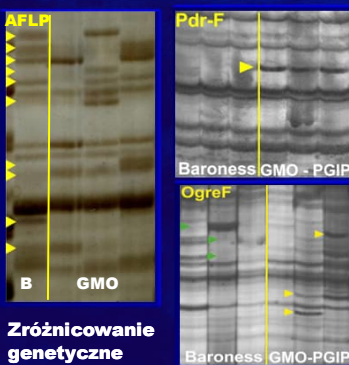 AFLP
B GMO
Zróżnicowanie
genetyczne
Pdr-F
Baroness GMO - PGIP
OgreF
Baroness GMO-PGIP